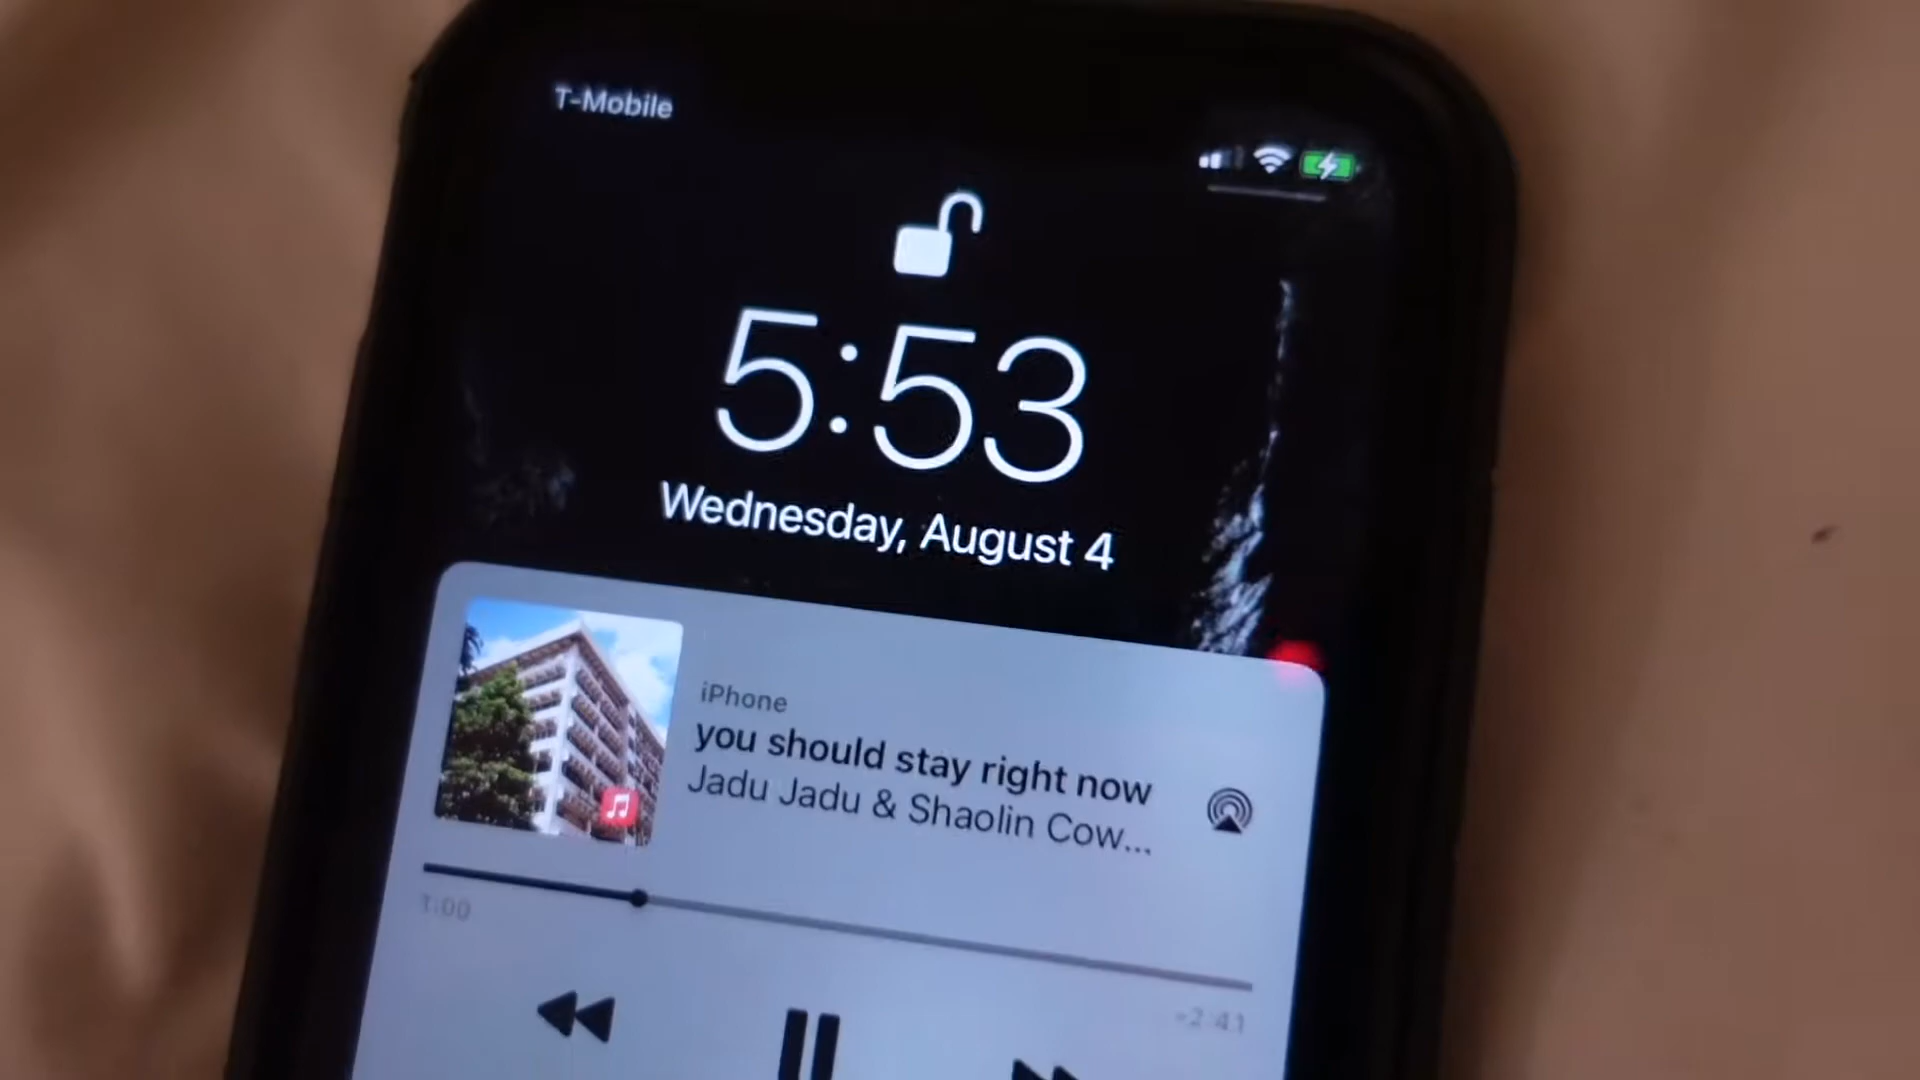 T-Mobile
5:53
Wednesday, August 4
iPhone
you should stay right now
Jadu Jadu & Shaolin Cow...
1:00
-2:41